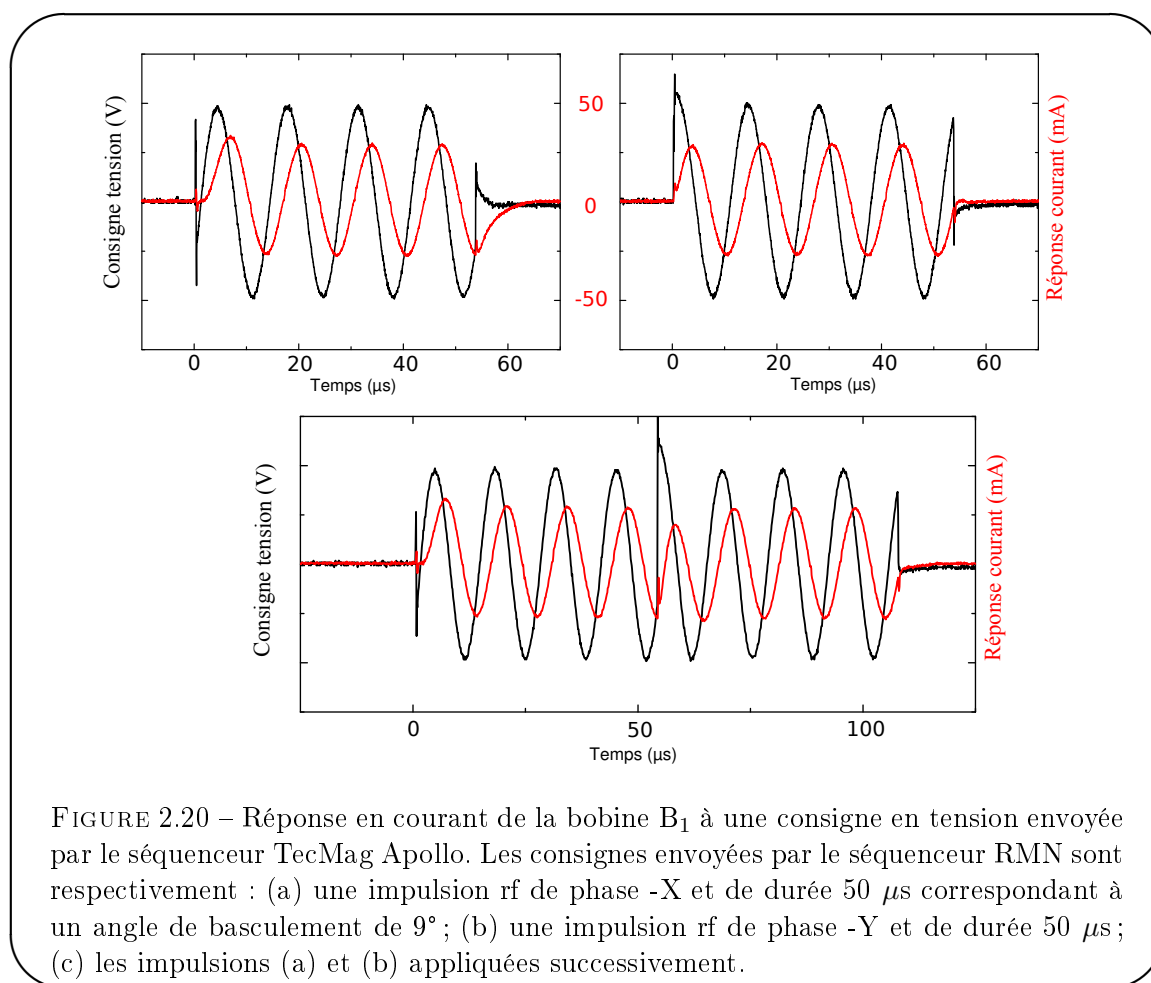 Consigne tension (V)
50
0
-50
0
20
40
60
Temps (µs)
0
20
40
60
Temps (µs)
Réponse courant (mA)
Consigne tension (V)
0
50
100
Temps (µs)
Réponse courant (mA)
FIGURE 2.20 – Réponse en courant de la bobine B₁ à une consigne en tension envoyée
par le séquenceur TecMag Apollo. Les consignes envoyées par le séquenceur RMN sont
respectivement : (a) une impulsion rf de phase -X et de durée 50 µs correspondant à
un angle de basculement de 9° ; (b) une impulsion rf de phase -Y et de durée 50 µs ;
(c) les impulsions (a) et (b) appliquées successivement.